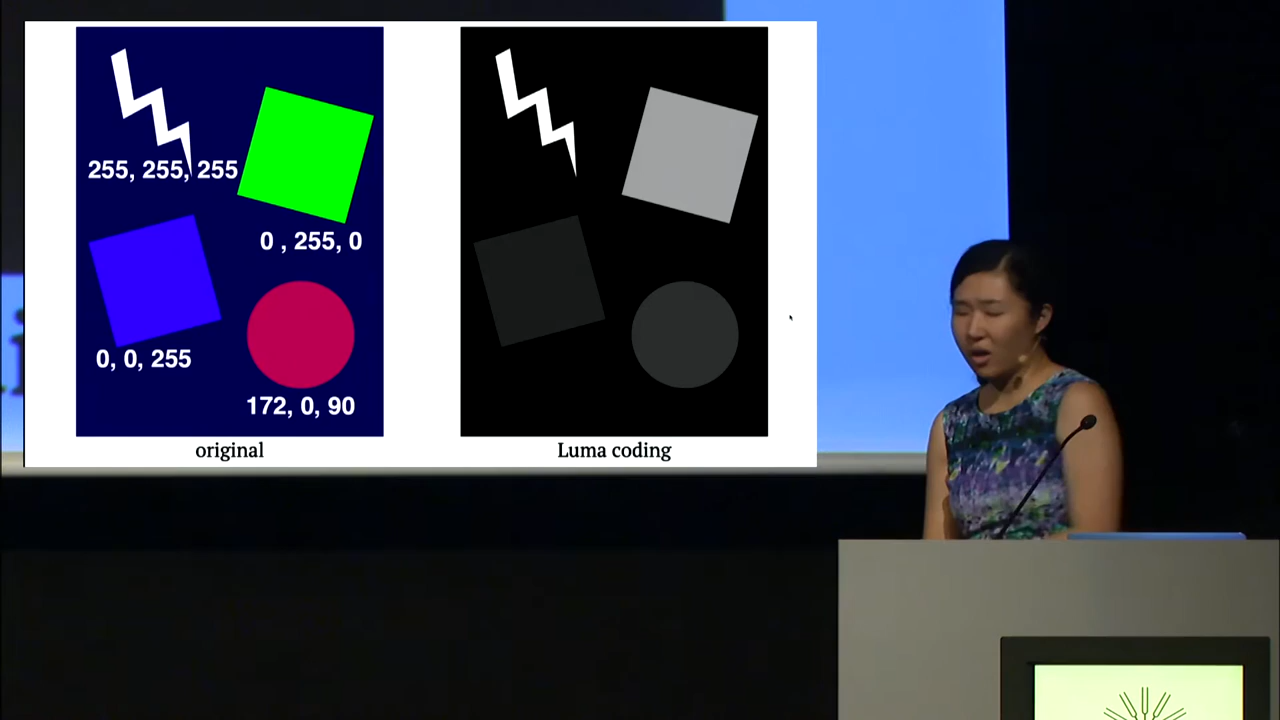 255, 255, 255
0 , 255, 0
0, 0, 255
172, 0, 90
original
Luma coding